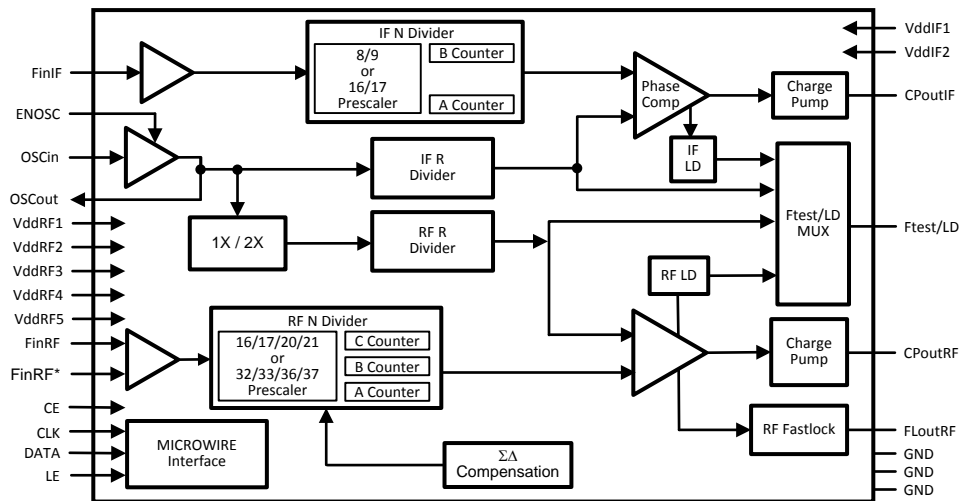 IF N Divider
VddIF1
8/9
B Counter
VddIF2
or
FinIF
16/17
Phase
Comp
Charge
Pump
CPoutIF
Prescaler
A Counter
ENOSC
IF
LD
OSCin
IF R
Divider
OSCout
Ftest/LD
MUX
Ftest/LD
VddRF1
1X / 2X
RF R
Divider
VddRF2
VddRF3
RF LD
VddRF4
VddRF5
RF N Divider
FinRF
16/17/20/21
or
32/33/36/37
Prescaler
C Counter
B Counter
A Counter
Charge
Pump
CPoutRF
FinRF*
CE
CLK
MICROWIRE
Interface
RF Fastlock
FLoutRF
DATA
ΣΔ
Compensation
GND
LE
GND
GND